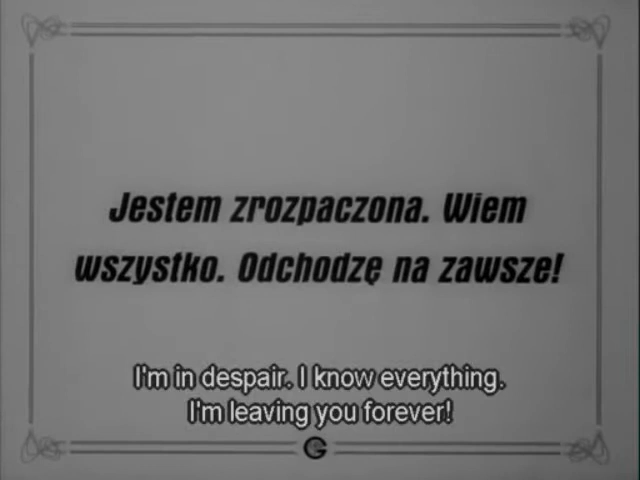 Jestem zrozpaczona. Wiem
wszystko. Odchodzę na zawsze!
I'm in despair. I know everything.
I'm leaving you forever!
G